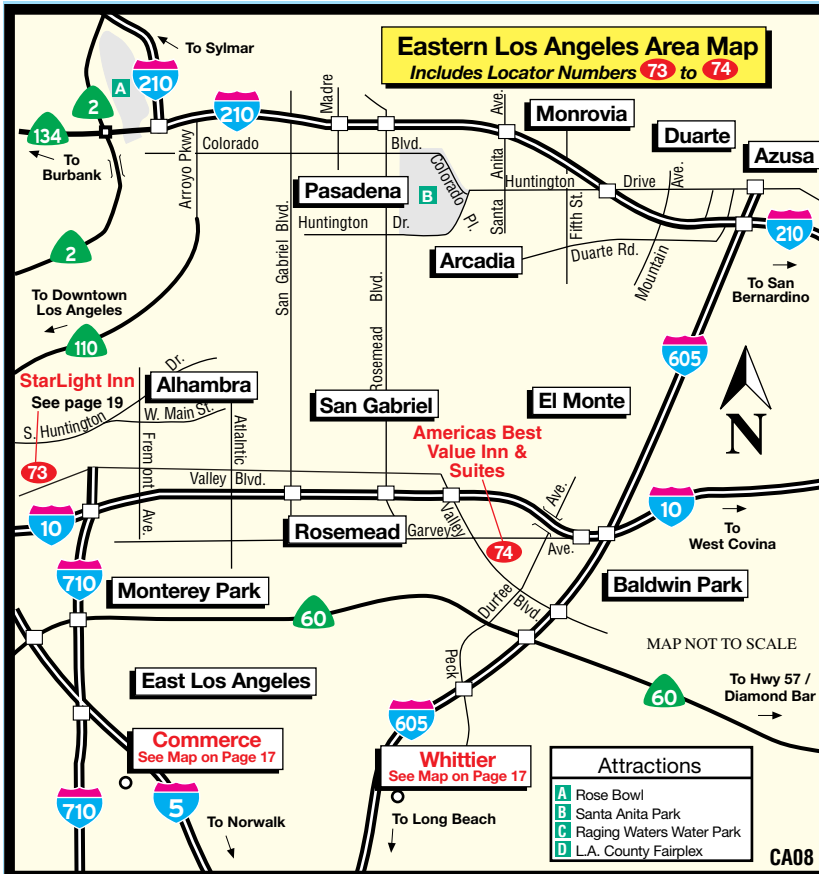 To Sylmar
Eastern Los Angeles Area Map
Includes Locator Numbers 73 to 74
A
210
2
210
134
To
Burbank
Arroyo Pkwy
Colorado
Blvd.
Madre
Ave.
Santa Anita
Monrovia
Duarte
Azusa
Pasadena
B
Colorado Pl.
Huntington
Drive
Ave.
Mountain
Fifth St.
Huntington
Dr.
San Gabriel Blvd.
Rosemead Blvd.
Arcadia
Duarte Rd.
210
To San
Bernardino
2
To Downtown
Los Angeles
110
605
N
StarLight Inn
See page 19
Dr.
S. Huntington
W. Main St.
Alhambra
Atlalntic
Fremont
Ave.
San Gabriel
El Monte
Americas Best
Value Inn &
Suites
73
Valley
Blvd.
Valley
Blvd.
Ave.
10
10
To
West Covina
Rosemead
Garvey
Ave.
74
710
Monterey Park
Baldwin Park
60
Durfee
Peck
MAP NOT TO SCALE
East Los Angeles
To Hwy 57 /
Diamond Bar
60
605
Commerce
See Map on Page 17
Whittier
See Map on Page 17
710
5
To Norwalk
To Long Beach
Attractions
A Rose Bowl
B Santa Anita Park
C Raging Waters Water Park
D L.A. County Fairplex
CA08